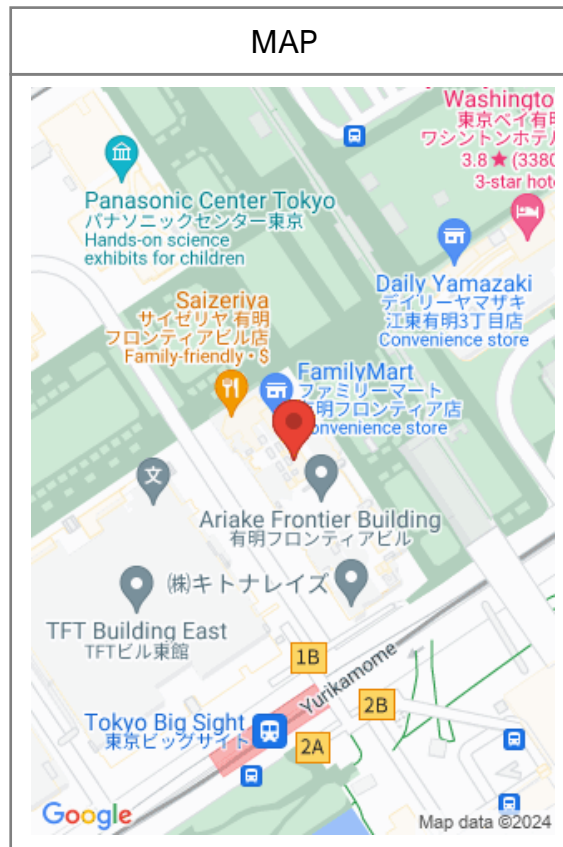 MAP
Washingto
東京ベイ有明
ワシントンホテル
3.8 ★ (3380
3-star hote
Panasonic Center Tokyo
パナソニックセンター東京
Hands-on science
exhibits for children
Daily Yamazaki
デイリーヤマザキ
江東有明3丁目店
Convenience store
Saizeriya
サイゼリヤ 有明
フロンティアビル店
Family-friendly • $
FamilyMart
ファミリーマート
有明フロンティア店
Convenience store
文
Ariake Frontier Building
有明フロンティアビル
(株)キトナレイズ
TFT Building East
TFTビル東館
1B
Yurikamome
2B
Tokyo Big Sight
東京ビッグサイト
2A
Google
Map data ©2024